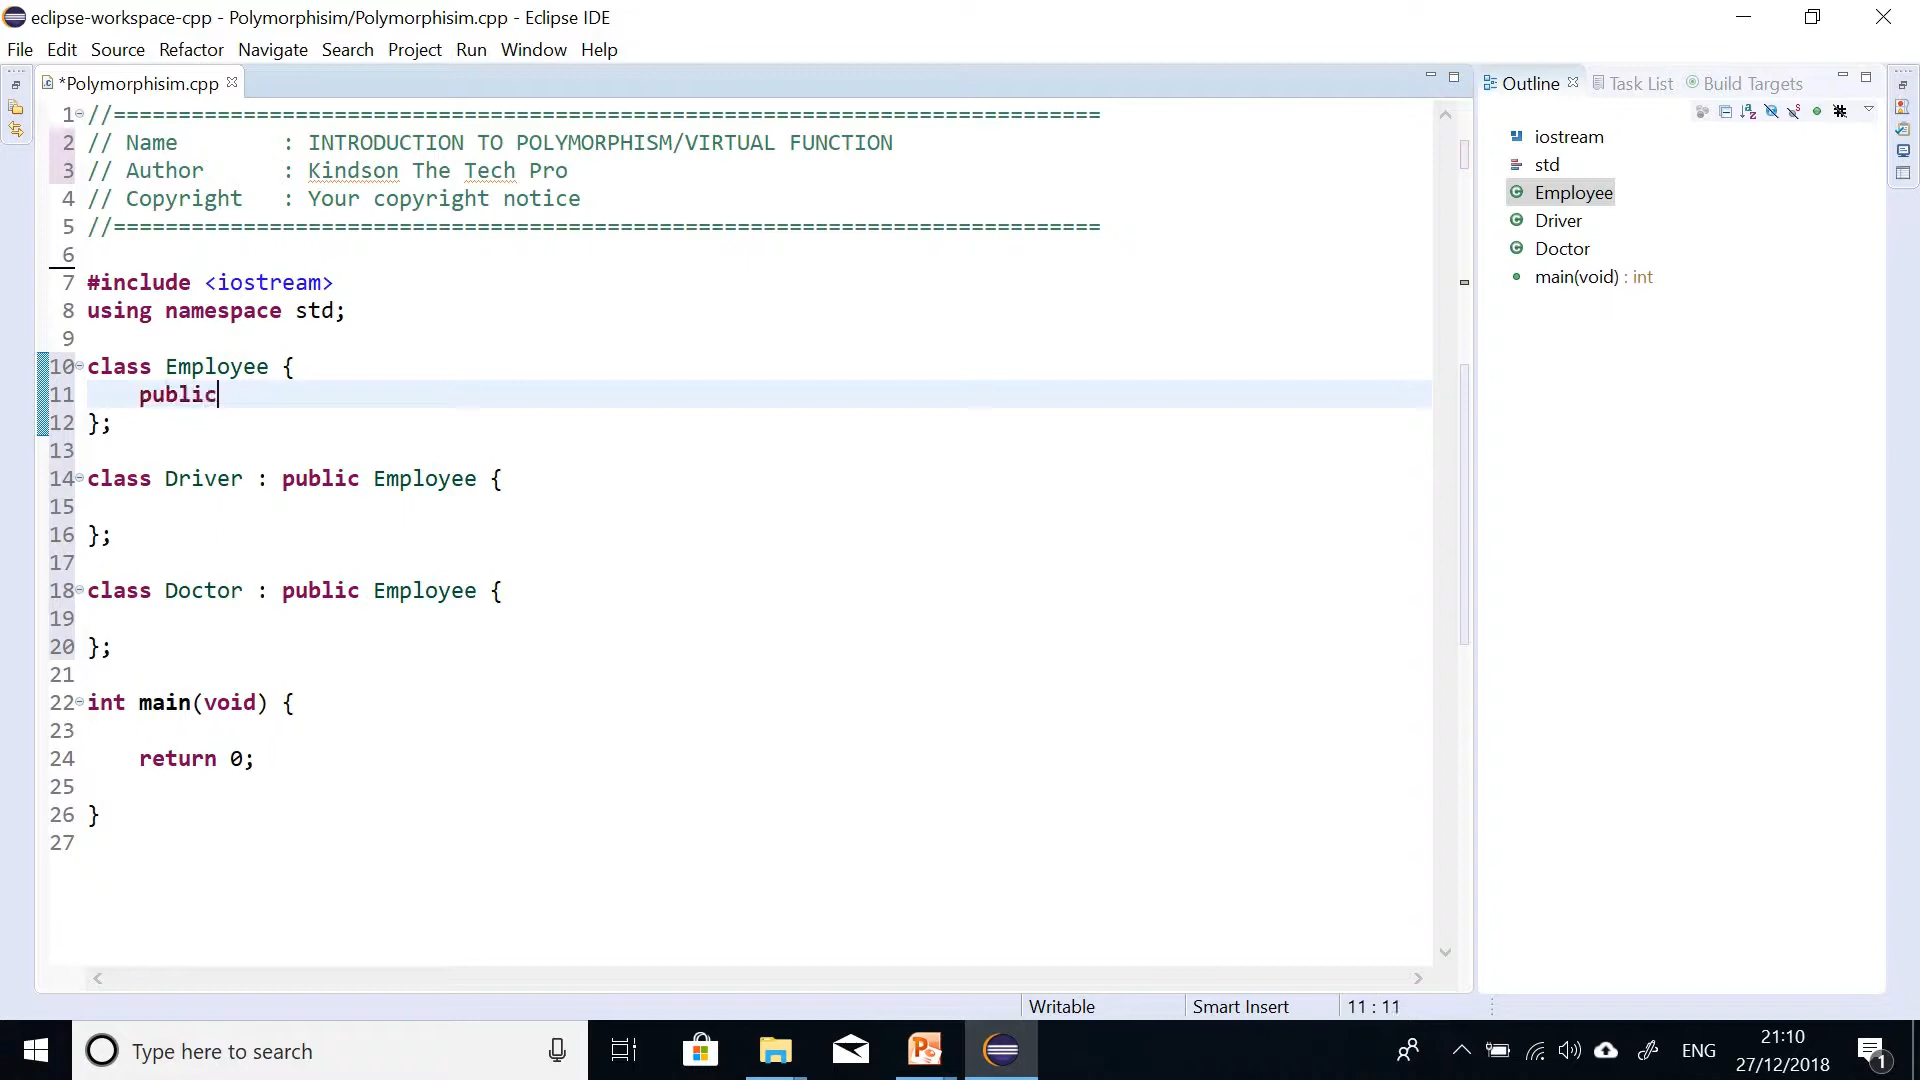 eclipse-workspace-cpp - Polymorphisim/Polymorphisim.cpp - Eclipse IDE
File Edit Source Refactor Navigate Search Project Run Window Help
*Polymorphisim.cpp
Outline Task List Build Targets
1 //============================================================================
2 // Name : INTRODUCTION TO POLYMORPHISM/VIRTUAL FUNCTION
3 // Author : Kindson The Tech Pro
4 // Copyright : Your copyright notice
5 //============================================================================
6
7 #include <iostream>
8 using namespace std;
9
10 class Employee {
11 public
12 };
13
14 class Driver : public Employee {
15
16 };
17
18 class Doctor : public Employee {
19
20 };
21
22 int main(void) {
23
24 return 0;
25
26 }
27
iostream
std
Employee
Driver
Doctor
main(void) : int
Writable Smart Insert 11 : 11
Type here to search
ENG
21:10
27/12/2018
1